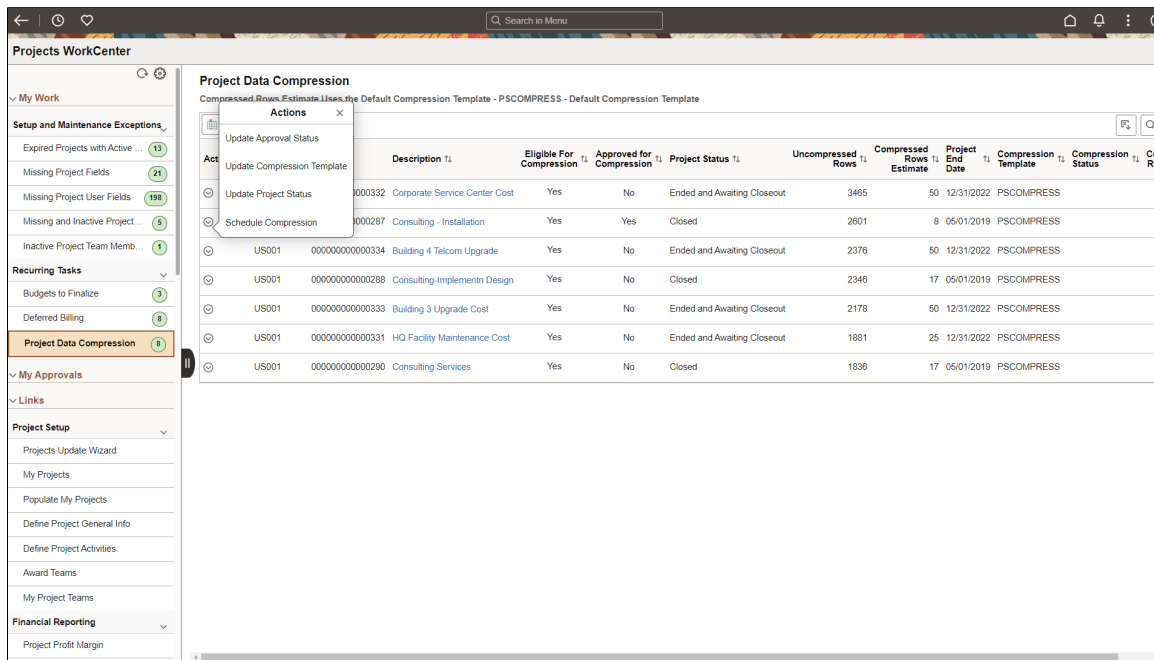 Search in Menu
Projects WorkCenter
My Work
Setup and Maintenance Exceptions
Expired Projects with Active ... 13
Missing Project Fields 21
Missing Project User Fields 198
Missing and Inactive Project... 5
Inactive Project Team Memb... 1
Recurring Tasks
Budgets to Finalize 3
Deferred Billing 8
Project Data Compression 8
My Approvals
Links
Project Setup
Projects Update Wizard
My Projects
Populate My Projects
Define Project General Info
Define Project Activities
Award Teams
My Project Teams
Financial Reporting
Project Profit Margin
Project Data Compression
Compressed Rows Estimate Uses the Default Compression Template - PSCOMPRESS - Default Compression Template
Actions
Update Approval Status
Update Compression Template
Update Project Status
Schedule Compression
Description Eligible For Compression Approved for Compression Project Status Uncompressed Rows Compressed Rows Estimate Project End Date Compression Template Compression Status
000332 Corporate Service Center Cost Yes No Ended and Awaiting Closeout 3465 50 12/31/2022 PSCOMPRESS
000287 Consulting - Installation Yes Yes Closed 2601 8 05/01/2019 PSCOMPRESS
US001 000000000000334 Building 4 Telcom Upgrade Yes No Ended and Awaiting Closeout 2376 50 12/31/2022 PSCOMPRESS
US001 000000000000288 Consulting-Implementn Design Yes No Closed 2346 17 05/01/2019 PSCOMPRESS
US001 000000000000333 Building 3 Upgrade Cost Yes No Ended and Awaiting Closeout 2178 50 12/31/2022 PSCOMPRESS
US001 000000000000331 HQ Facility Maintenance Cost Yes No Ended and Awaiting Closeout 1881 25 12/31/2022 PSCOMPRESS
US001 000000000000290 Consulting Services Yes No Closed 1836 17 05/01/2019 PSCOMPRESS